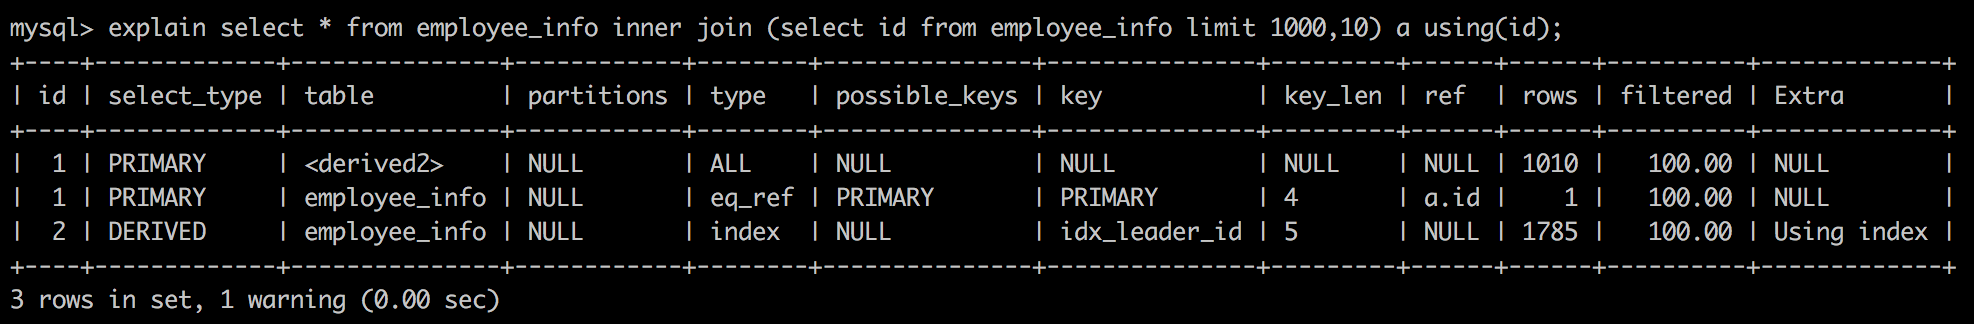 mysql> explain select * from employee_info inner join (select id from employee_info limit 1000,10) a using(id);
+----+-------------+---------------+------------+--------+---------------+---------------+---------+------+------+----------+-------------+
| id | select_type | table         | partitions | type   | possible_keys | key           | key_len | ref  | rows | filtered | Extra       |
+----+-------------+---------------+------------+--------+---------------+---------------+---------+------+------+----------+-------------+
|  1 | PRIMARY     | <derived2>    | NULL       | ALL    | NULL          | NULL          | NULL    | NULL | 1010 |   100.00 | NULL        |
|  1 | PRIMARY     | employee_info | NULL       | eq_ref | PRIMARY       | PRIMARY       | 4       | a.id |    1 |   100.00 | NULL        |
|  2 | DERIVED     | employee_info | NULL       | index  | NULL          | idx_leader_id | 5       | NULL | 1785 |   100.00 | Using index |
+----+-------------+---------------+------------+--------+---------------+---------------+---------+------+------+----------+-------------+
3 rows in set, 1 warning (0.00 sec)